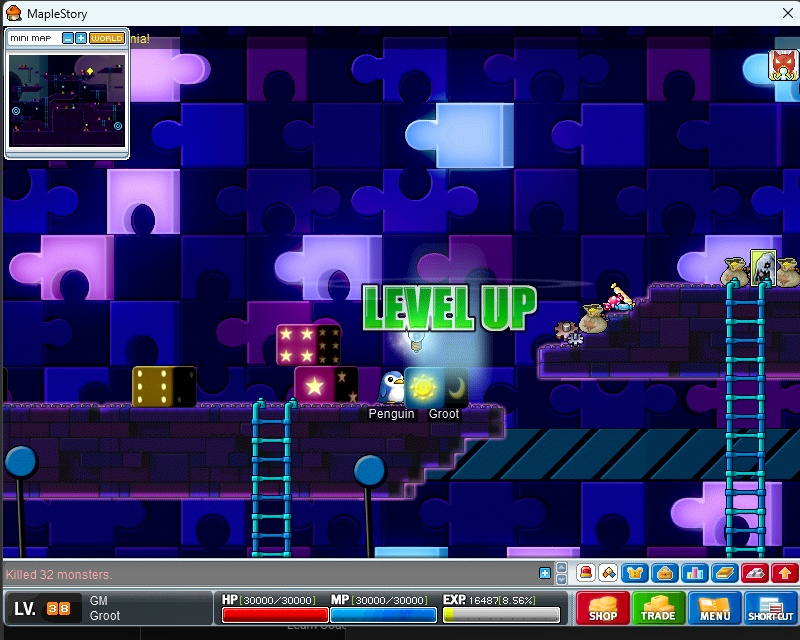 MapleStory
MINI MAP
WORLD
nia!
LEVEL UP
Penguin
Groot
Killed 32 monsters.
LV. 38
GM
Groot
HP[30000/30000]
MP[30000/30000]
EXP. 16487[8.56%]
SHOP
TRADE
MENU
SHORTCUT